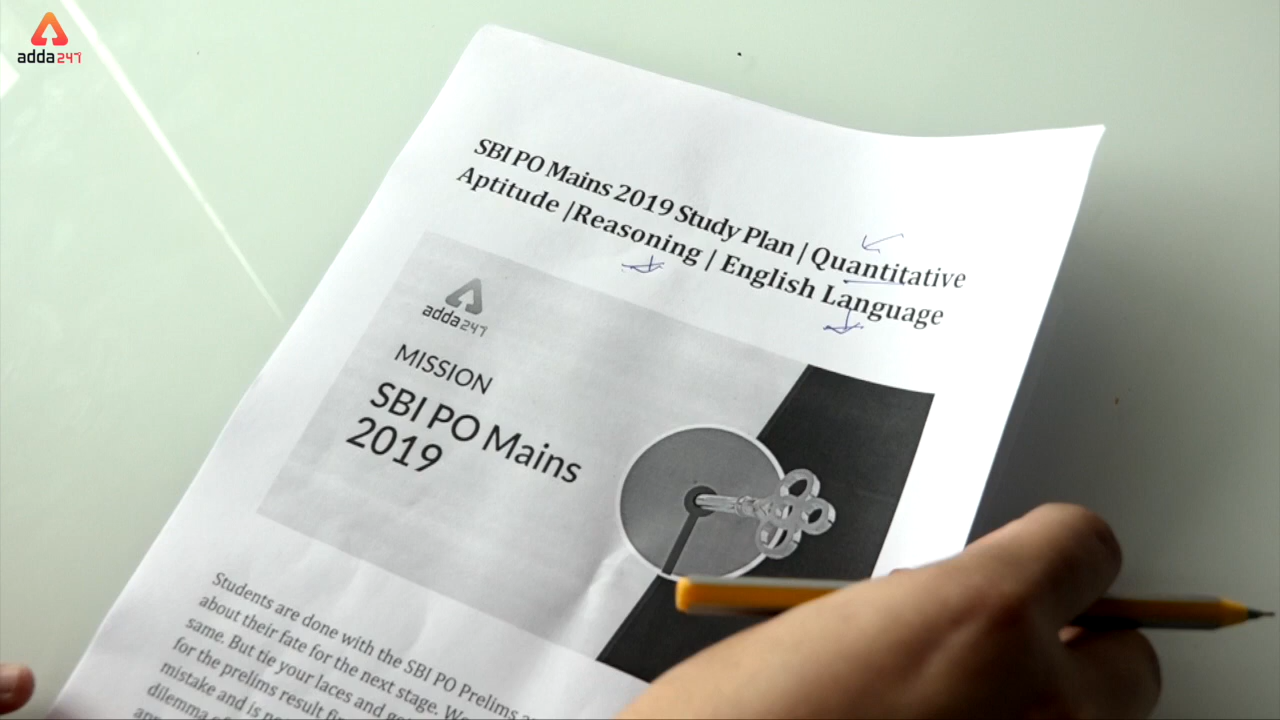 adda247
SBI PO Mains 2019 Study Plan | Quantitative
Aptitude |Reasoning | English Language
adda247
MISSION
SBI PO Mains
2019
Students are done with the SBI PO Prelims
about their fate for the next stage. We
same. But tie your laces and
for the prelims result
mistake and is
dilemma